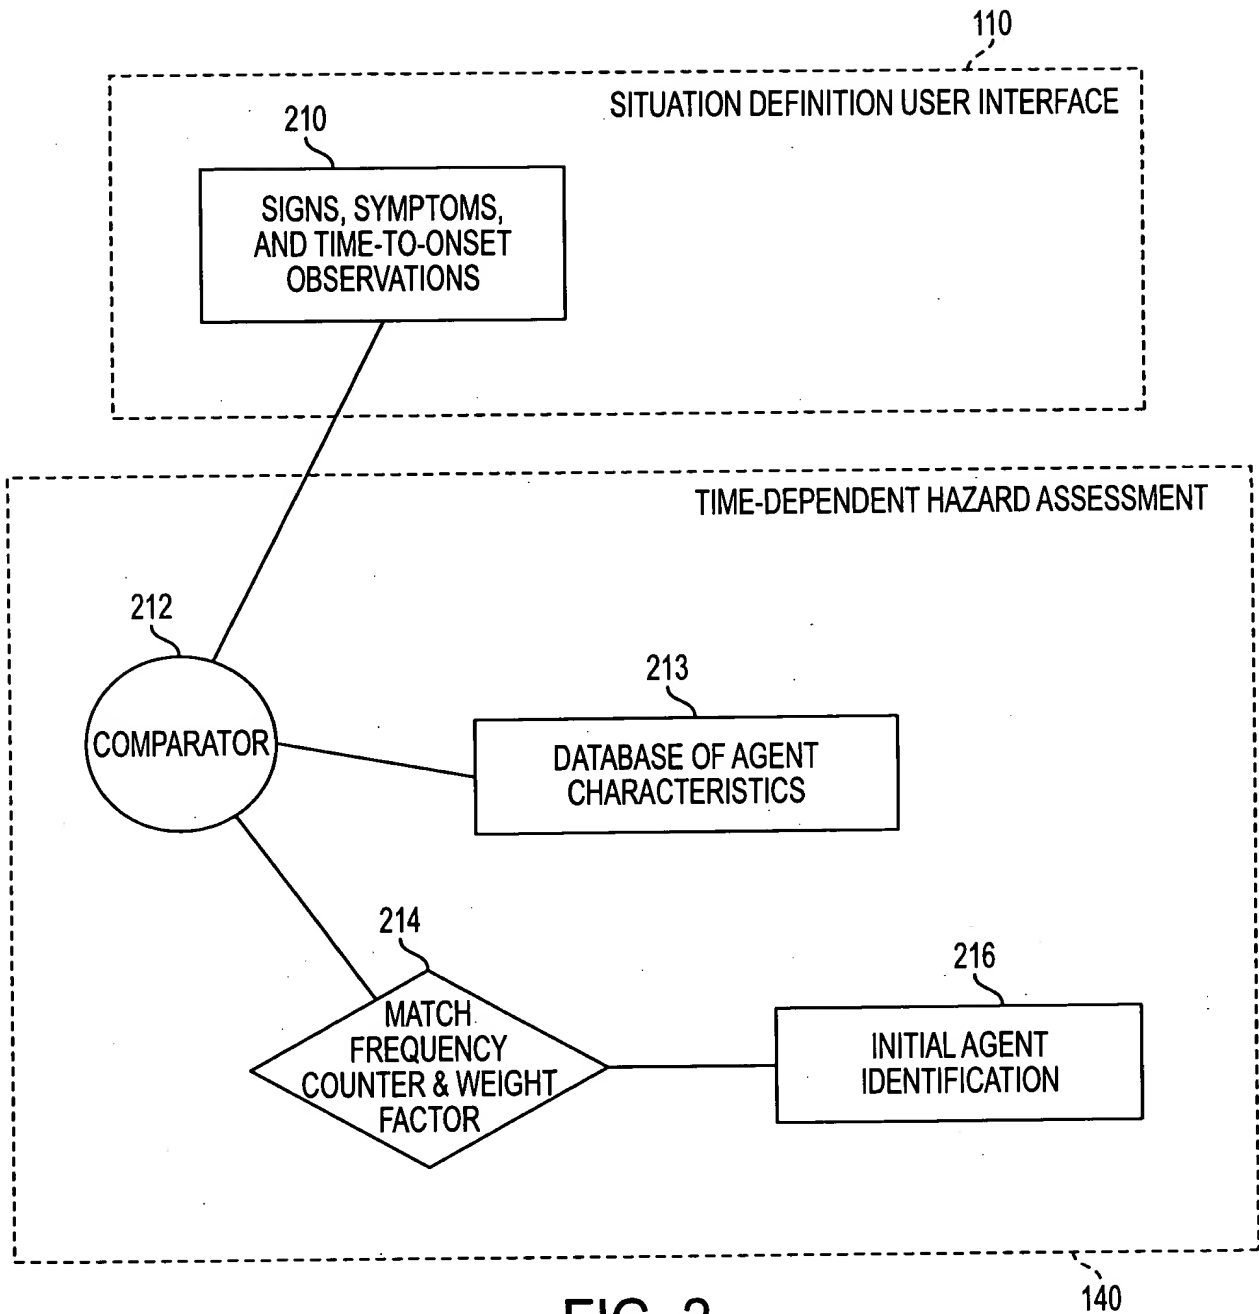 110
SITUATION DEFINITION USER INTERFACE
210
SIGNS, SYMPTOMS,
AND TIME-TO-ONSET
OBSERVATIONS
TIME-DEPENDENT HAZARD ASSESSMENT
212
COMPARATOR
213
DATABASE OF AGENT
CHARACTERISTICS
214
MATCH
FREQUENCY
COUNTER & WEIGHT
FACTOR
216
INITIAL AGENT
IDENTIFICATION
140